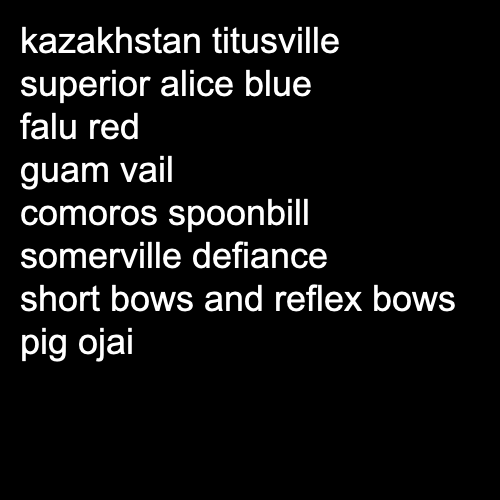 kazakhstan titusville
superior alice blue
falu red
guam vail
comoros spoonbill
somerville defiance
short bows and reflex bows
pig ojai